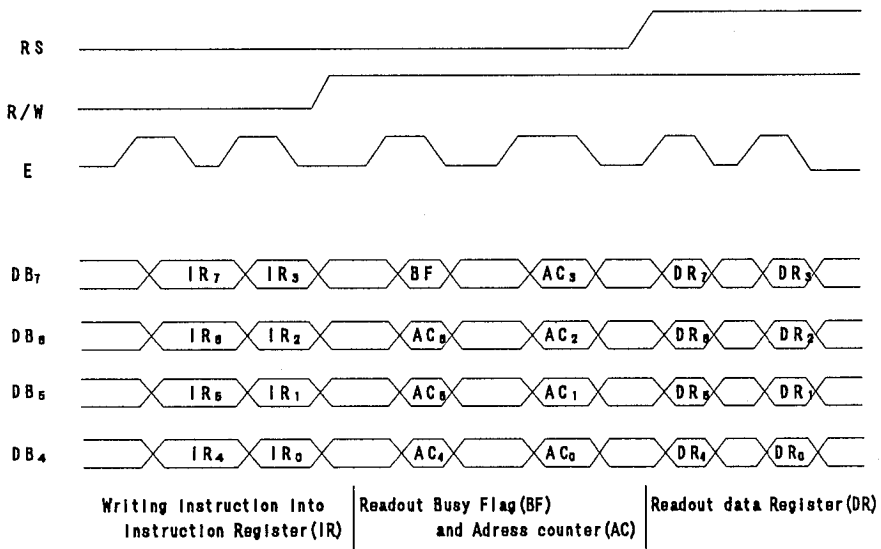 RS
R/W
E
DB₇ IR₇ IR₃ BF AC₃ DR₇ DR₃
DB₆ IR₆ IR₂ AC₆ AC₂ DR₆ DR₂
DB₅ IR₅ IR₁ AC₅ AC₁ DR₅ DR₁
DB₄ IR₄ IR₀ AC₄ AC₀ DR₄ DR₀
Writing Instruction into
Instruction Register(IR)
Readout Busy Flag(BF)
and Adress counter(AC)
Readout data Register(DR)